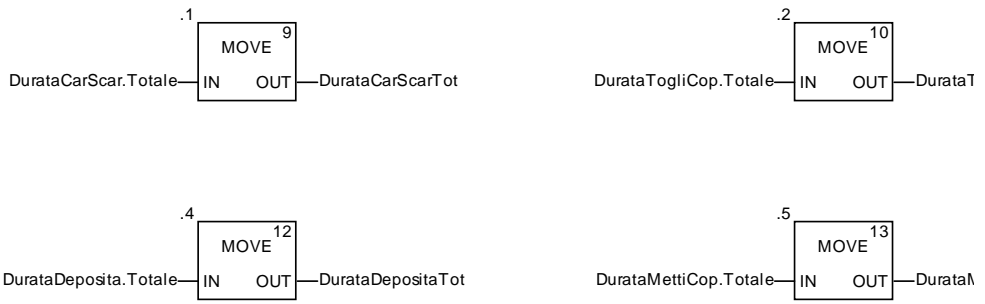 .1 .2
9 10
MOVE MOVE
DurataCarScar.Totale IN OUT DurataCarScarTot DurataTogliCop.Totale IN OUT
.4 .5
12 13
MOVE MOVE
DurataDeposita.Totale IN OUT DurataDepositaTot DurataMettiCop.Totale IN OUT